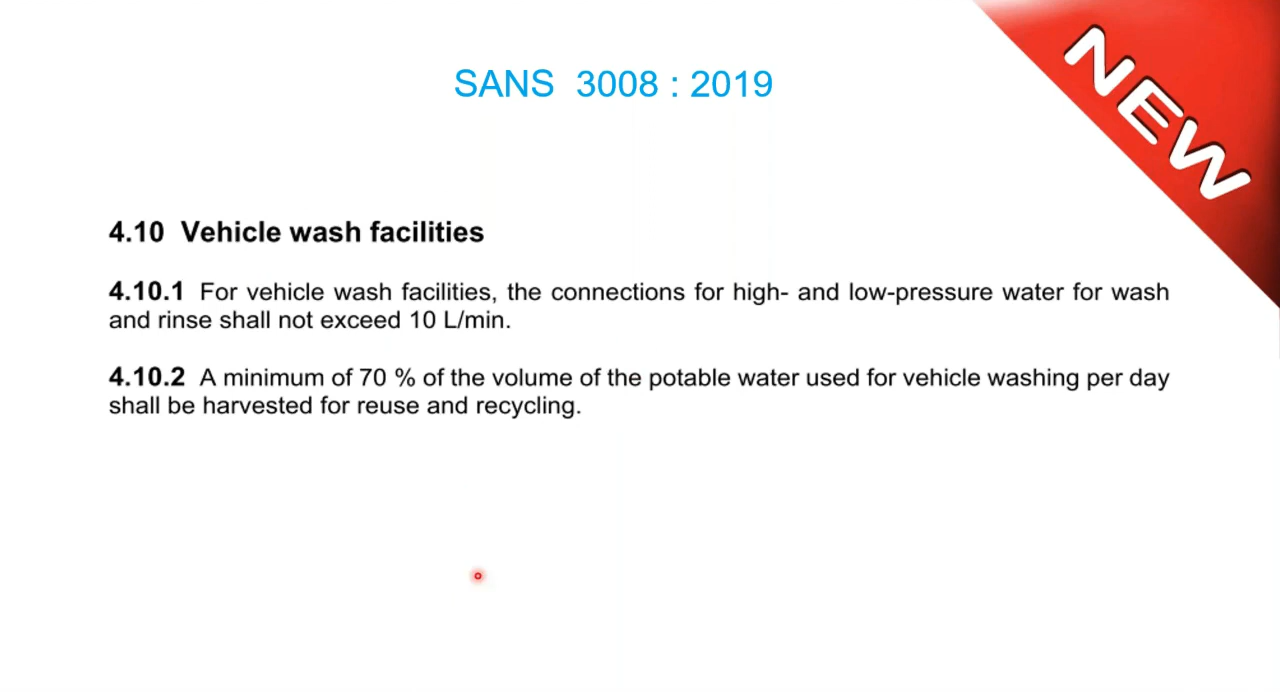 SANS 3008 : 2019
NEW
4.10 Vehicle wash facilities
4.10.1 For vehicle wash facilities, the connections for high- and low-pressure water for wash
and rinse shall not exceed 10 L/min.
4.10.2 A minimum of 70 % of the volume of the potable water used for vehicle washing per day
shall be harvested for reuse and recycling.